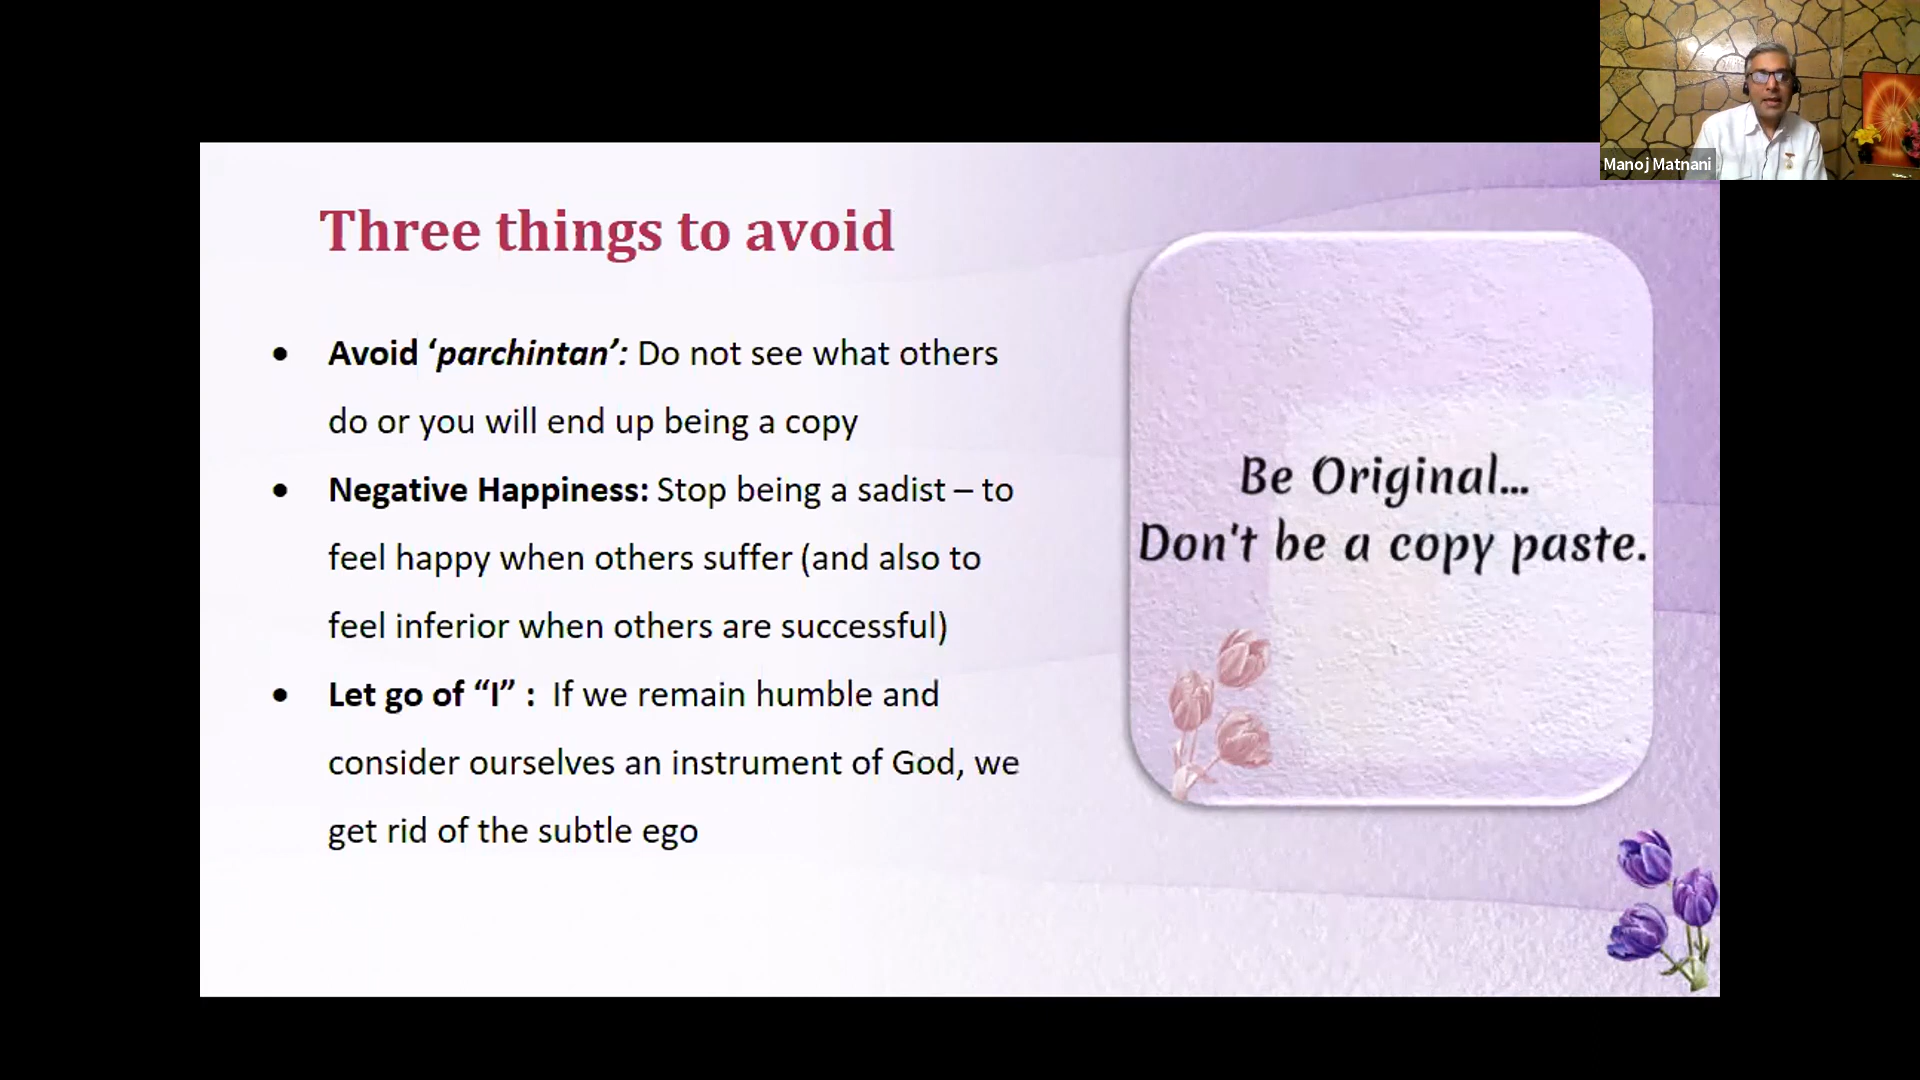 Manoj Matnani
Three things to avoid
• Avoid ‘parchintan’: Do not see what others
do or you will end up being a copy
• Negative Happiness: Stop being a sadist – to
feel happy when others suffer (and also to
feel inferior when others are successful)
• Let go of “I” : If we remain humble and
consider ourselves an instrument of God, we
get rid of the subtle ego
Be Original...
Don't be a copy paste.